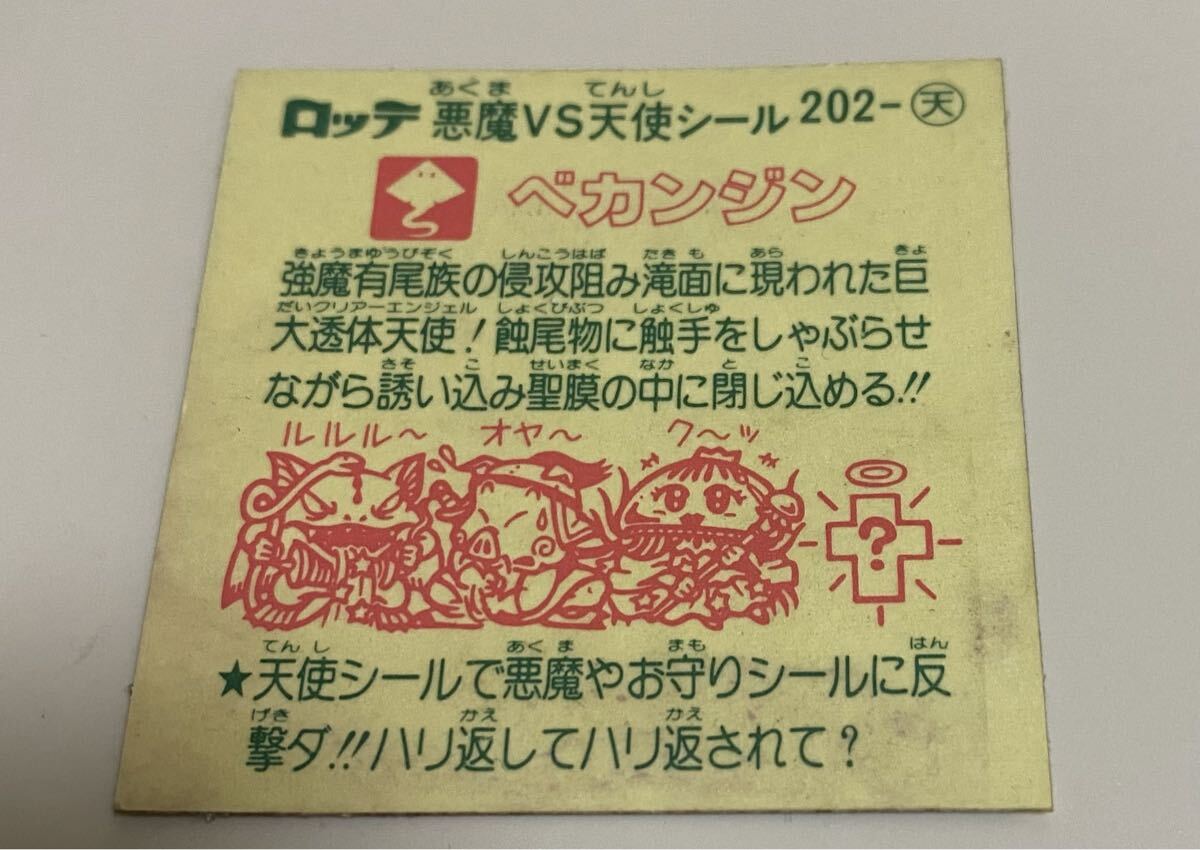 あくま てんし
ロッテ 悪魔VS天使シール 202-天
ベカンジン
きょうまゆうびぞく しんこうはば たきも あら きょ
強魔有尾族の侵攻阻み滝面に現われた巨
だいクリアーエンジェル しょくびぶつ しょくしゅ
大透体天使!蝕尾物に触手をしゃぶらせ
さそ こ せいまく なか と こ
ながら誘い込み聖膜の中に閉じ込める!!
ルルル〜 オヤ〜 ク〜ッ
?
てんし あくま まも はん
★天使シールで悪魔やお守りシールに反
げき かえ かえ
撃ダ!!ハリ返してハリ返されて?